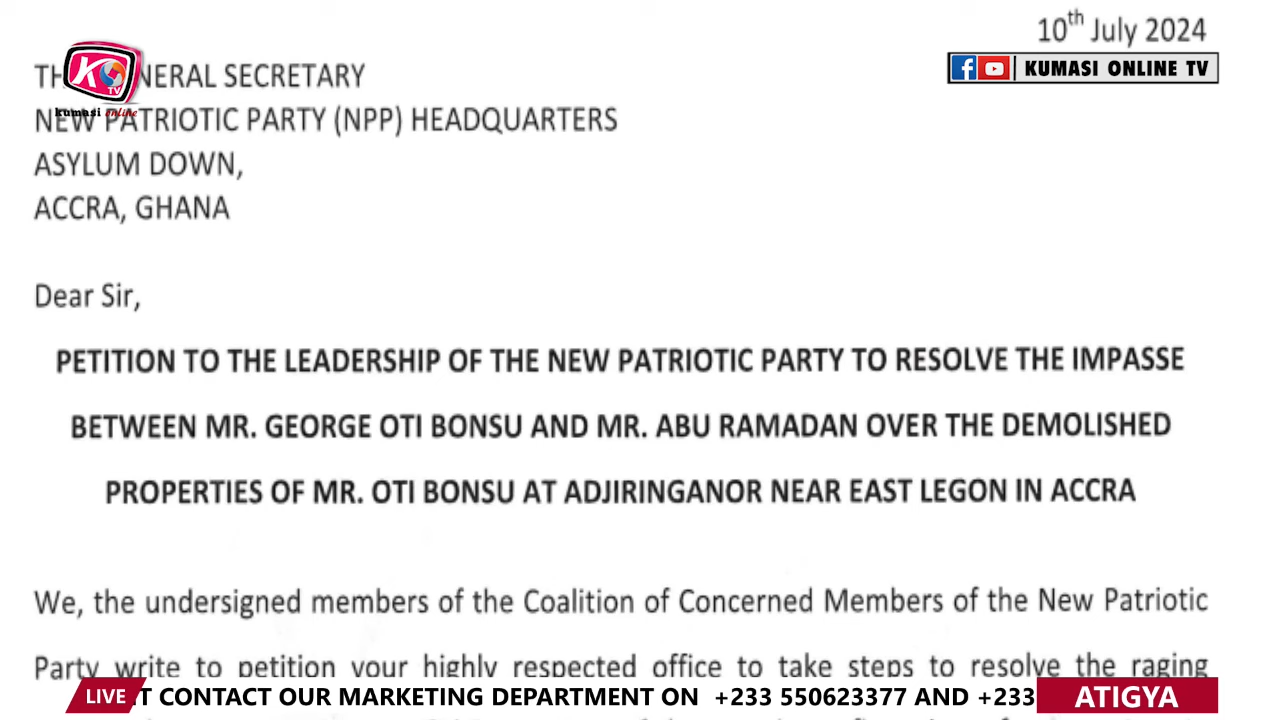 10th July 2024
KUMASI ONLINE TV
TV
kumasi online
GENERAL SECRETARY
NEW PATRIOTIC PARTY (NPP) HEADQUARTERS
ASYLUM DOWN,
ACCRA, GHANA
Dear Sir,
PETITION TO THE LEADERSHIP OF THE NEW PATRIOTIC PARTY TO RESOLVE THE IMPASSE
BETWEEN MR. GEORGE OTI BONSU AND MR. ABU RAMADAN OVER THE DEMOLISHED
PROPERTIES OF MR. OTI BONSU AT ADJIRINGANOR NEAR EAST LEGON IN ACCRA
We, the undersigned members of the Coalition of Concerned Members of the New Patriotic
Party write to petition your highly respected office to take steps to resolve the raging
LIVE
CONTACT OUR MARKETING DEPARTMENT ON +233 550623377 AND +233
ATIGYA